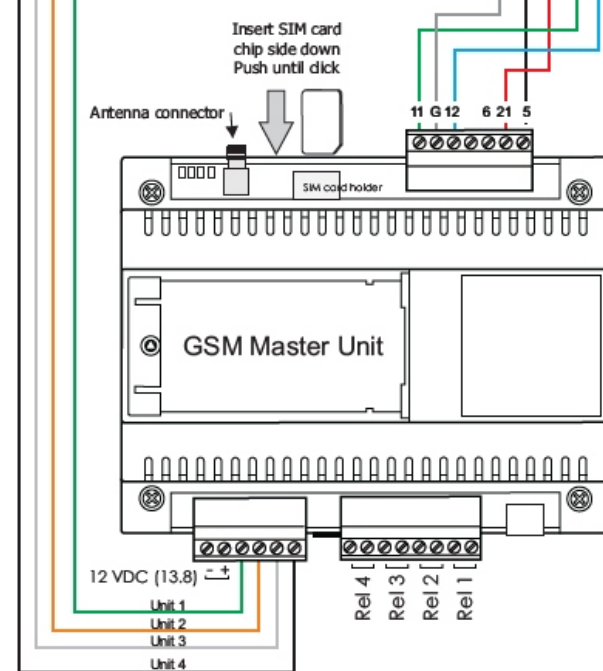 Insert SIM card
chip side down
Push until click
Antenna connector
11 G 12 6 21 5
SIM card holder
GSM Master Unit
12 VDC (13.8) - +
Rel 4
Rel 3
Rel 2
Rel 1
Unit 1
Unit 2
Unit 3
Unit 4